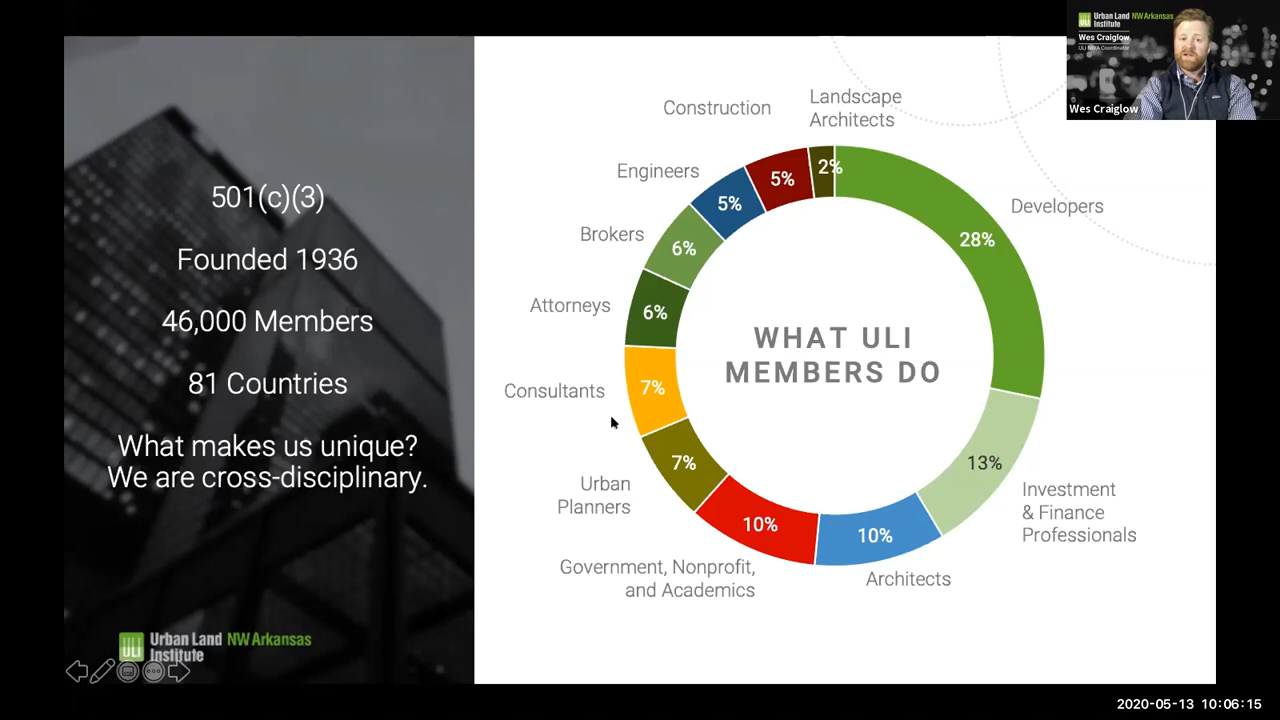 501(c)(3)
Founded 1936
46,000 Members
81 Countries
What makes us unique?
We are cross-disciplinary.
ULI
Urban Land NW Arkansas
Institute
Construction
Landscape
Architects
Engineers
Brokers
Attorneys
Consultants
Urban
Planners
Government, Nonprofit,
and Academics
Architects
Investment
& Finance
Professionals
Developers
2%
28%
13%
10%
10%
7%
7%
6%
6%
5%
5%
WHAT ULI
MEMBERS DO
ULI
Urban Land NW Arkansas
Institute
Wes Craiglow
ULI NWA Coordinator
Wes Craiglow
2020-05-13 10:06:15